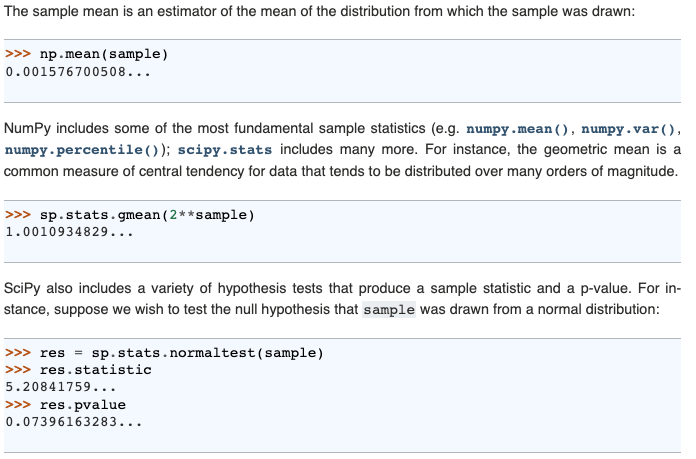 The sample mean is an estimator of the mean of the distribution from which the sample was drawn:
>>> np.mean(sample)
0.001576700508...
NumPy includes some of the most fundamental sample statistics (e.g. numpy.mean(), numpy.var(),
numpy.percentile()); scipy.stats includes many more. For instance, the geometric mean is a
common measure of central tendency for data that tends to be distributed over many orders of magnitude.
>>> sp.stats.gmean(2**sample)
1.0010934829...
SciPy also includes a variety of hypothesis tests that produce a sample statistic and a p-value. For in-
stance, suppose we wish to test the null hypothesis that sample was drawn from a normal distribution:
>>> res = sp.stats.normaltest(sample)
>>> res.statistic
5.20841759...
>>> res.pvalue
0.07396163283...